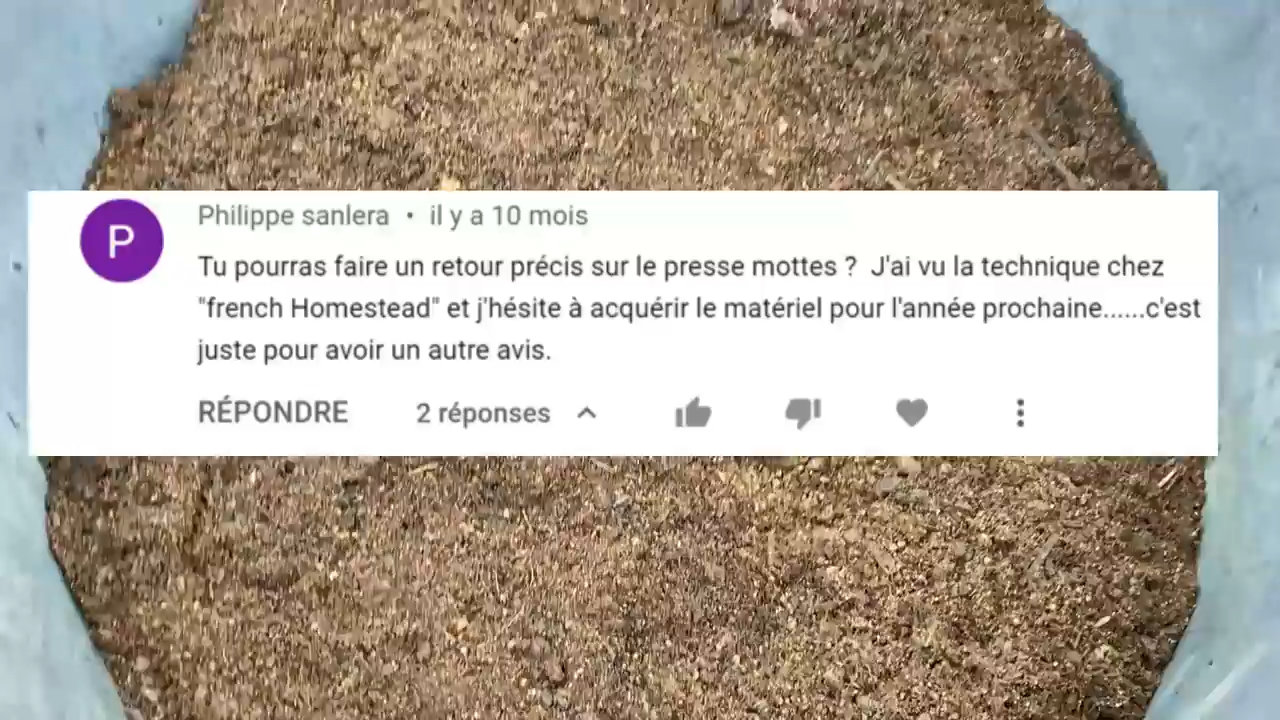 P
Philippe sanlera • il y a 10 mois
Tu pourras faire un retour précis sur le presse mottes ? J'ai vu la technique chez
"french Homestead" et j'hésite à acquérir le matériel pour l'année prochaine......c'est
juste pour avoir un autre avis.
RÉPONDRE 2 réponses